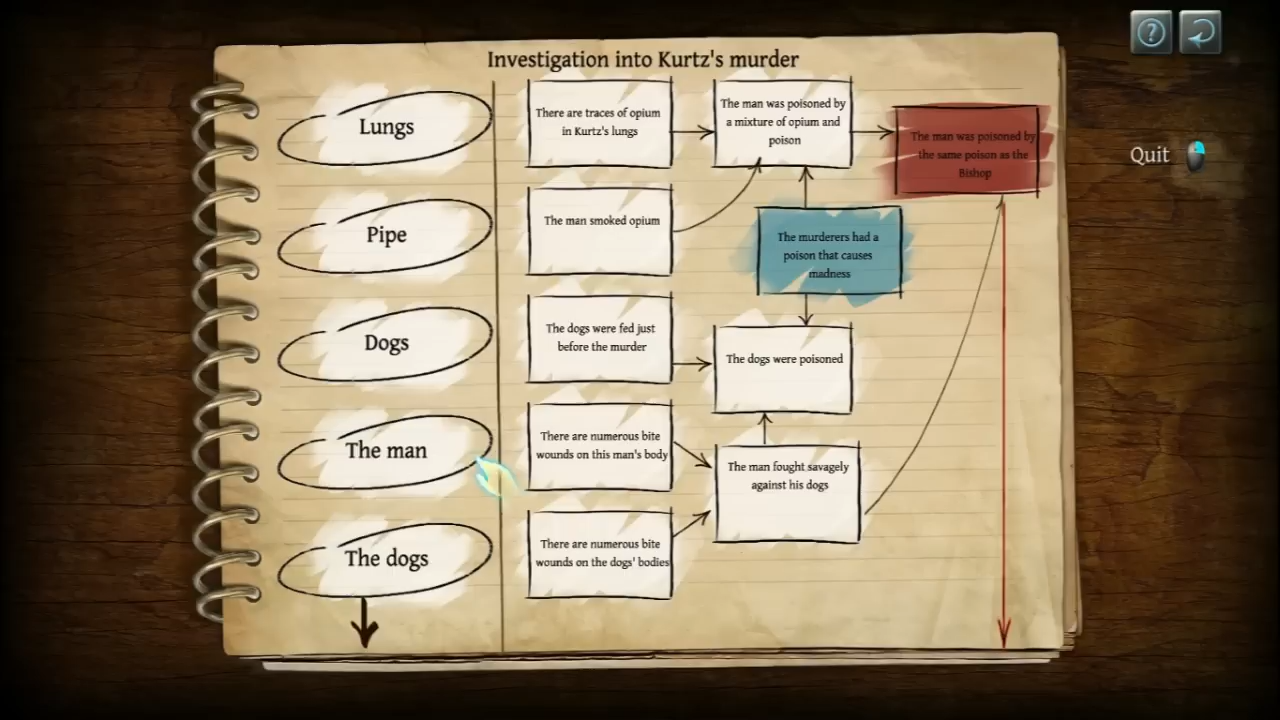 Investigation into Kurtz's murder
Lungs
There are traces of opium
in Kurtz's lungs
The man was poisoned by
a mixture of opium and
poison
The man was poisoned by
the same poison as the
Bishop
Quit
Pipe
The man smoked opium
The murderers had a
poison that causes
madness
Dogs
The dogs were fed just
before the murder
The dogs were poisoned
The man
There are numerous bite
wounds on this man's body
The man fought savagely
against his dogs
The dogs
There are numerous bite
wounds on the dogs' bodies
?